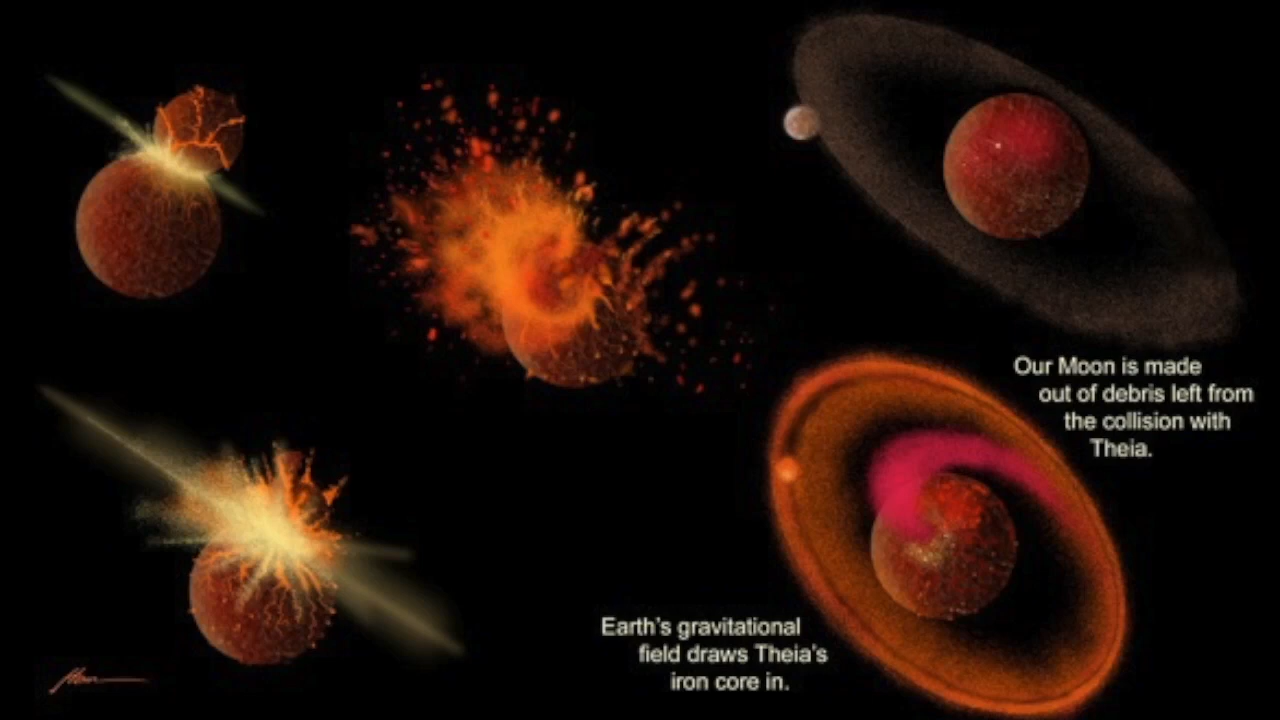 Our Moon is made
out of debris left from
the collision with
Theia.
Earth's gravitational
field draws Theia's
iron core in.